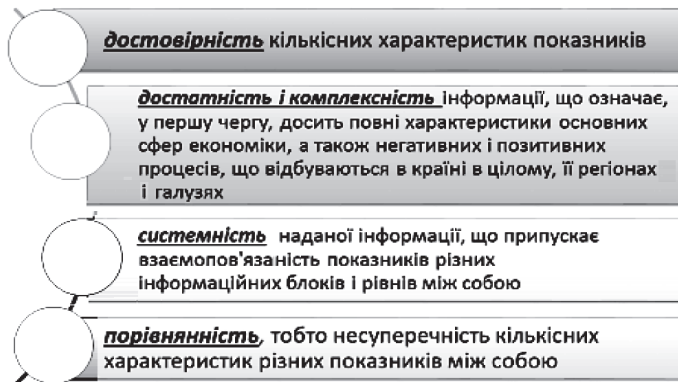 достовірність кількісних характеристик показників
достатність і комплексність інформації, що означає,
у першу чергу, досить повні характеристики основних
сфер економіки, а також негативних і позитивних
процесів, що відбуваються в країні в цілому, її регіонах
і галузях
системність наданої інформації, що припускає
взаємопов'язаність показників різних
інформаційних блоків і рівнів між собою
порівнянність, тобто несуперечність кількісних
характеристик різних показників між собою